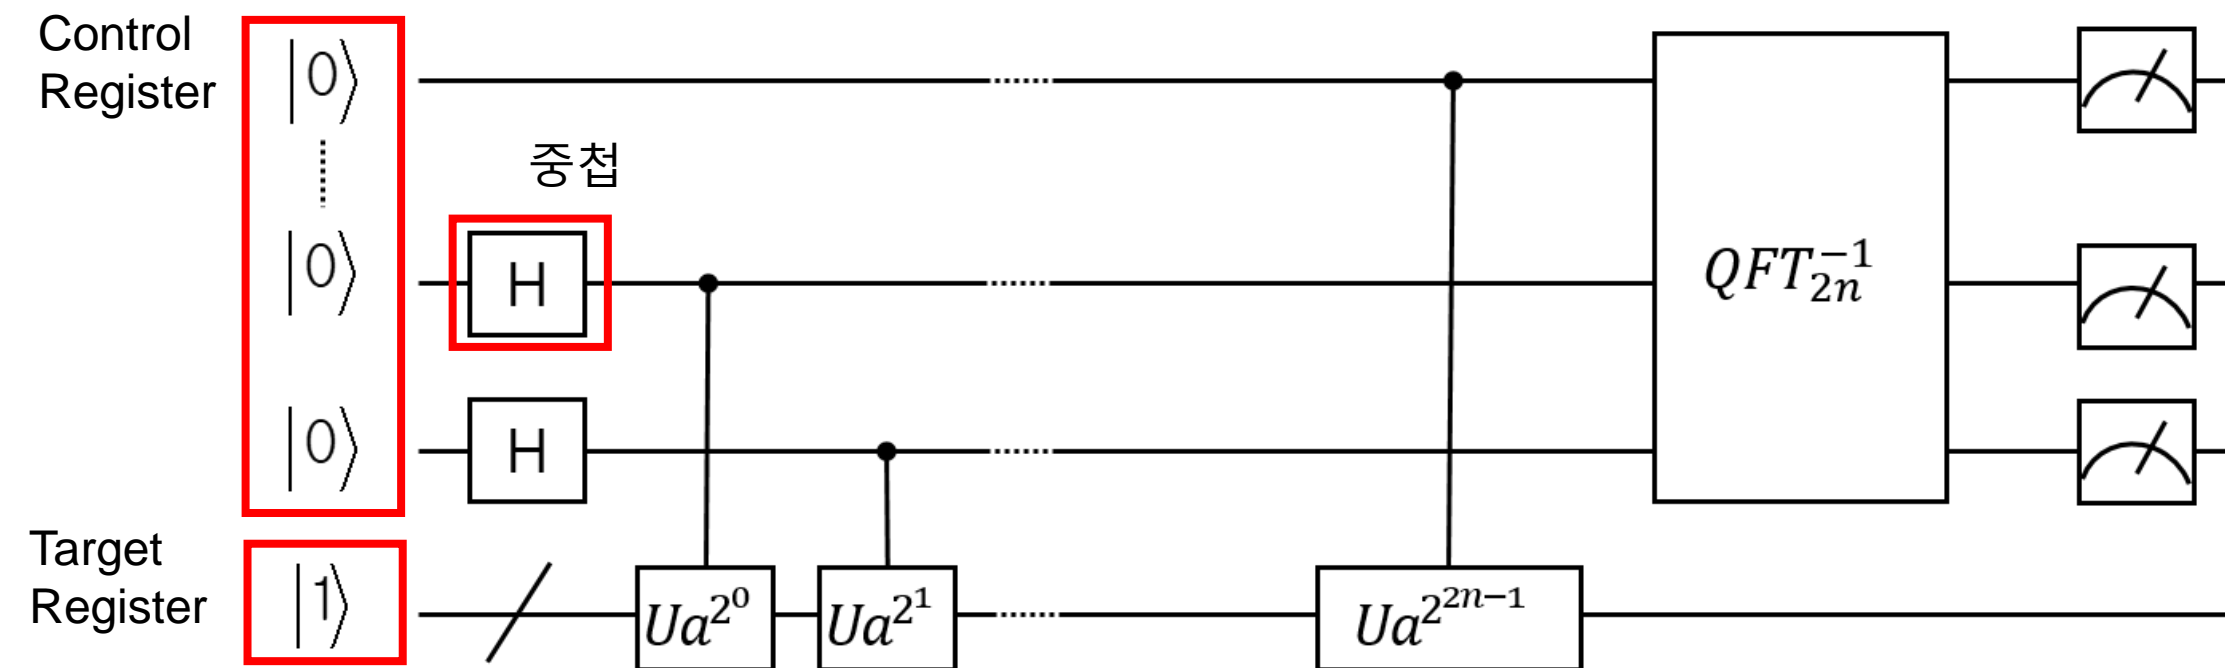 Control
Register
|0⟩
중첩
|0⟩
H
QFT_{2n}^{-1}
|0⟩
H
Target
Register
|1⟩
Ua^{2^0}
Ua^{2^1}
Ua^{2^{2n-1}}